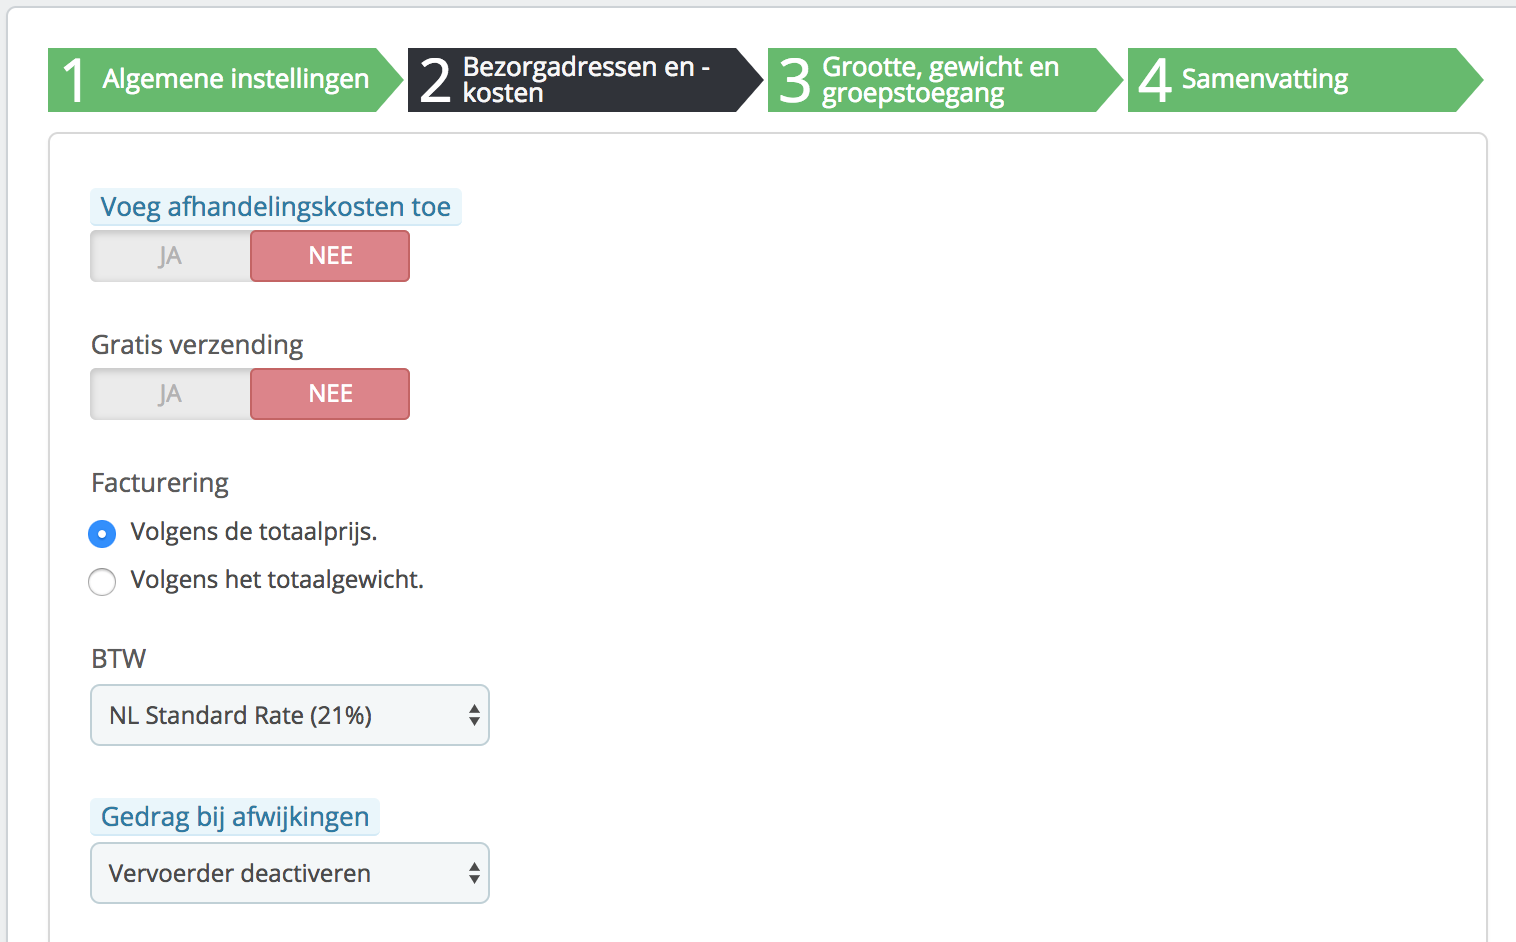 1 Algemene instellingen
2 Bezorgadressen en -
kosten
3 Grootte, gewicht en
groepstoegang
4 Samenvatting
Voeg afhandelingskosten toe
JA NEE
Gratis verzending
JA NEE
Facturering
Volgens de totaalprijs.
Volgens het totaalgewicht.
BTW
NL Standard Rate (21%)
Gedrag bij afwijkingen
Vervoerder deactiveren